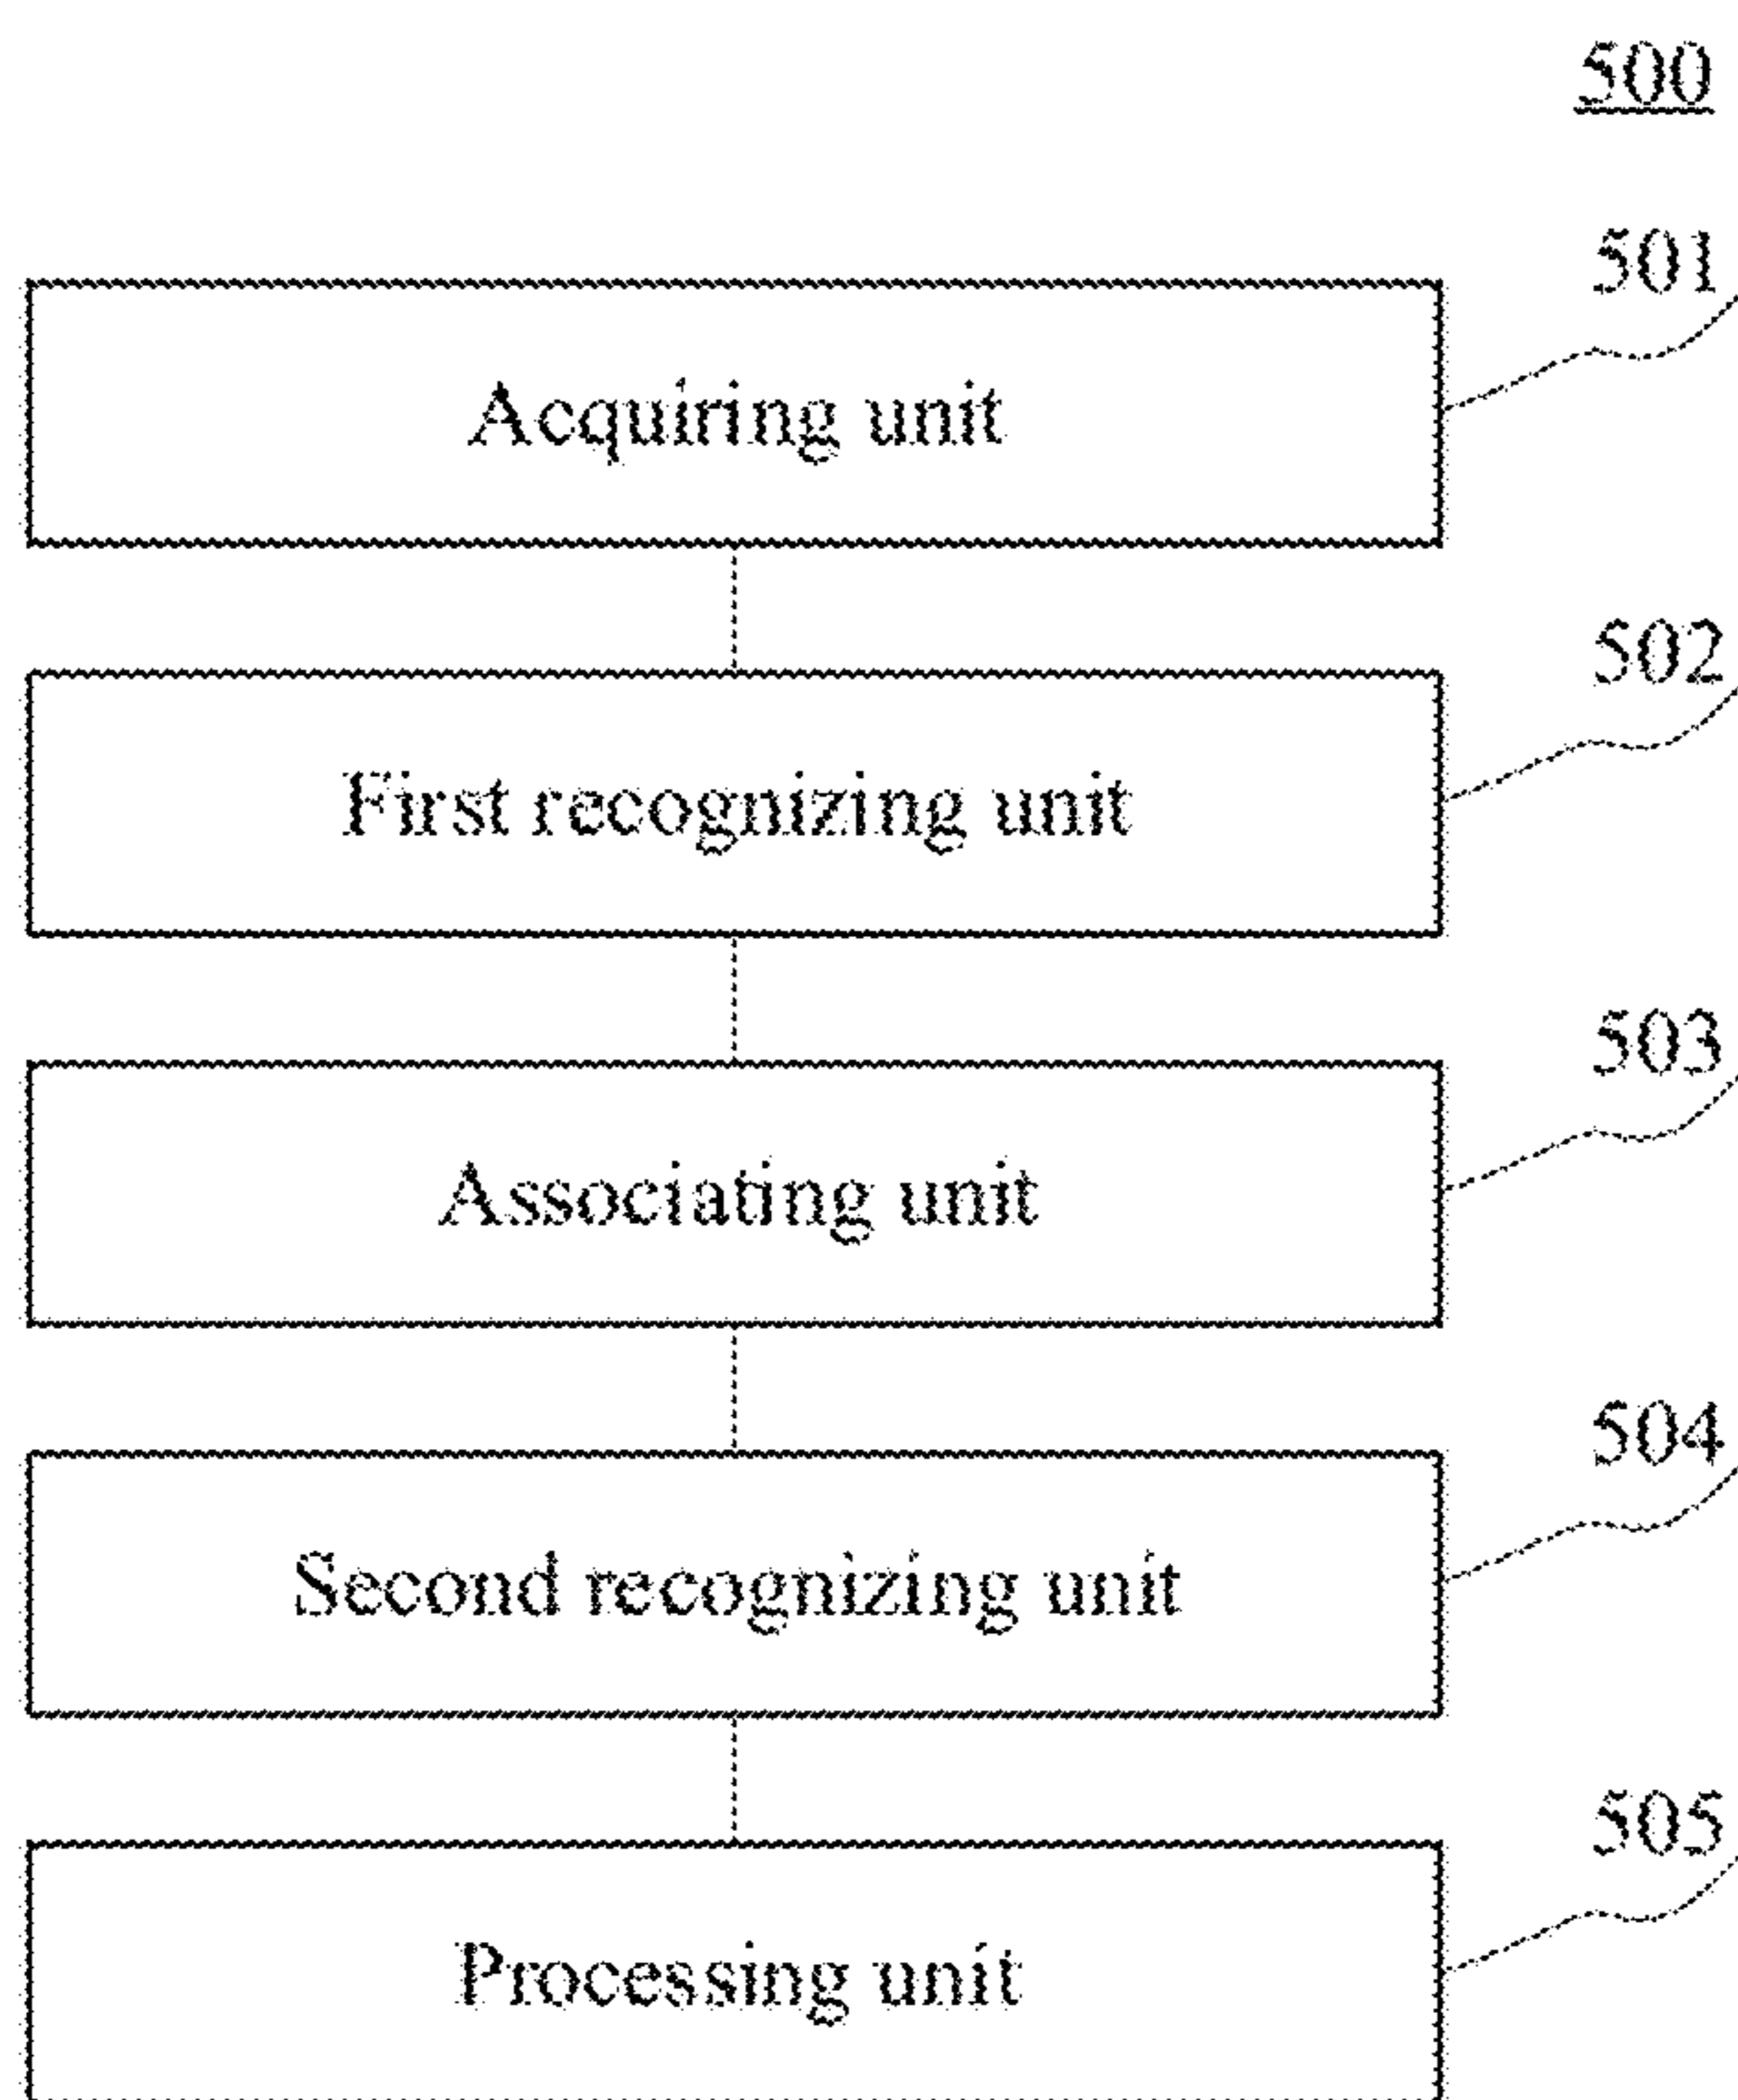 500
501
Acquiring unit
502
First recognizing unit
503
Associating unit
504
Second recognizing unit
505
Processing unit